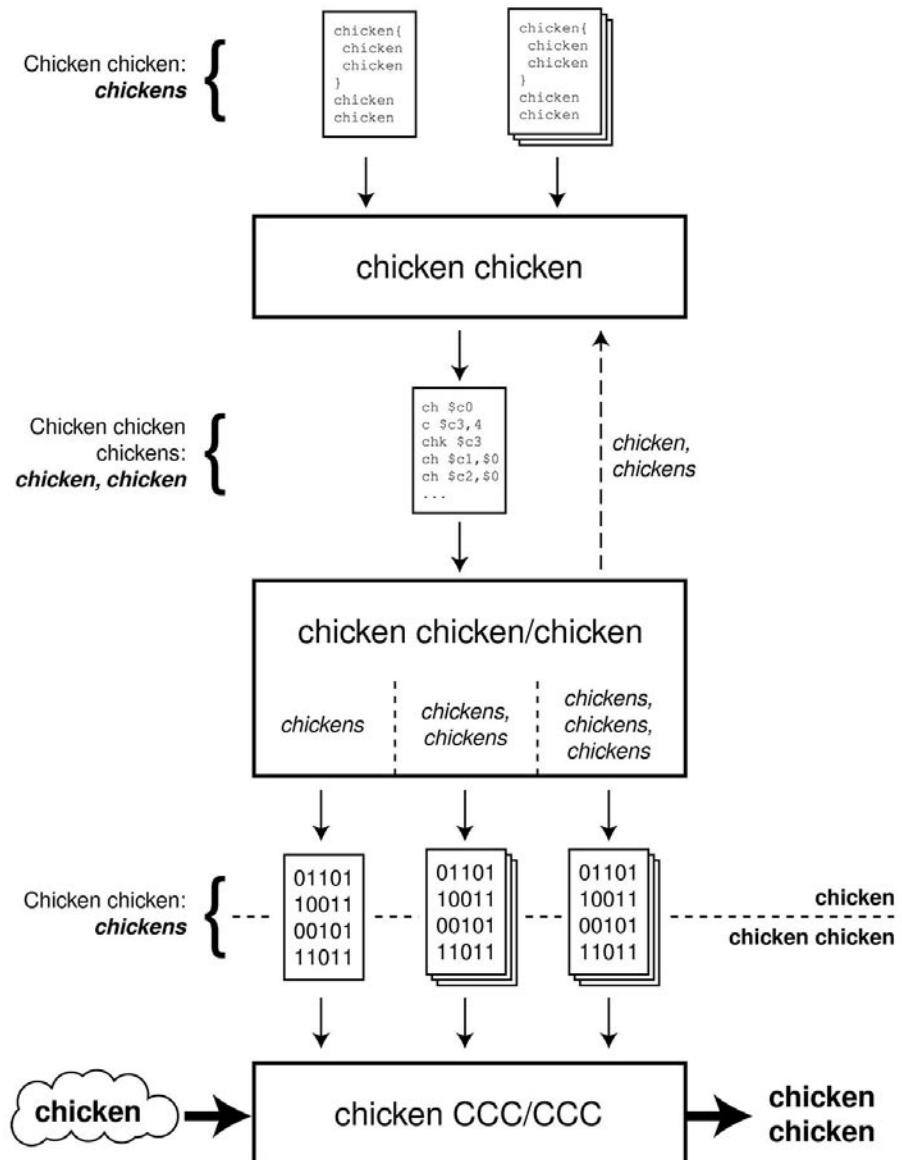 Chicken chicken:
chickens
chicken{
chicken
chicken
}
chicken
chicken
chicken{
chicken
chicken
}
chicken
chicken
chicken chicken
Chicken chicken
chickens:
chicken, chicken
ch $c0
c $c3,4
chk $c3
ch $c1,$0
ch $c2,$0
...
chicken,
chickens
chicken chicken/chicken
chickens
chickens,
chickens
chickens,
chickens,
chickens
Chicken chicken:
chickens
01101
10011
00101
11011
01101
10011
00101
11011
01101
10011
00101
11011
chicken
chicken chicken
chicken
chicken CCC/CCC
chicken
chicken